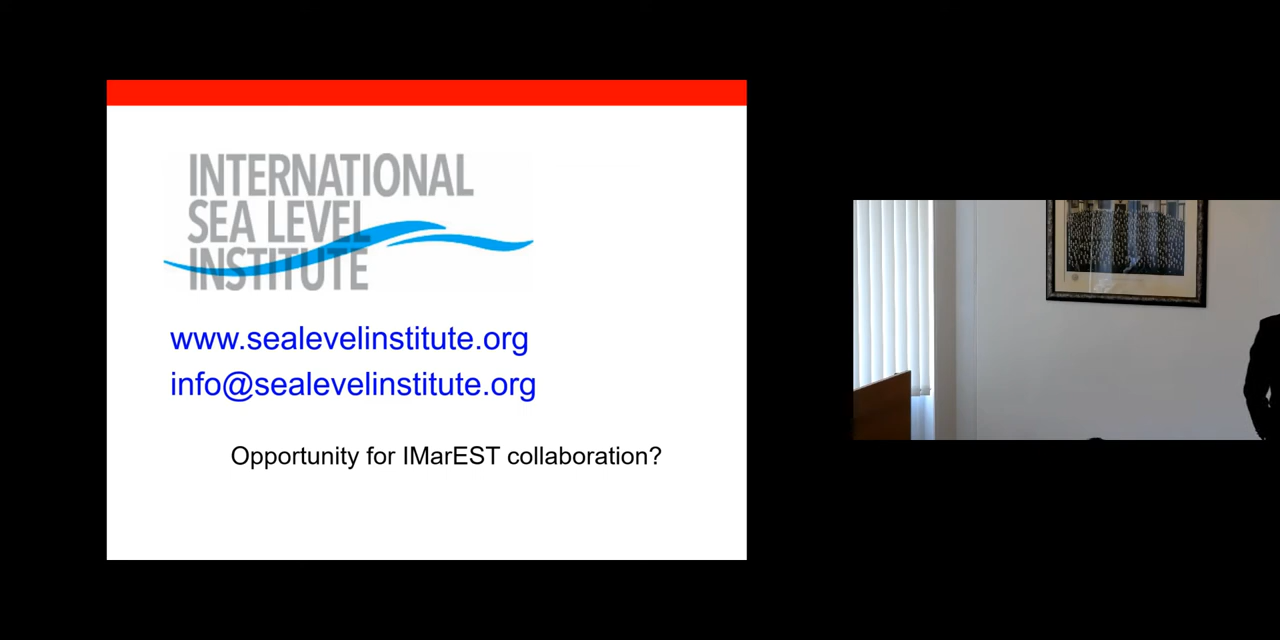 INTERNATIONAL
SEA LEVEL
INSTITUTE
www.sealevelinstitute.org
info@sealevelinstitute.org
Opportunity for IMarEST collaboration?